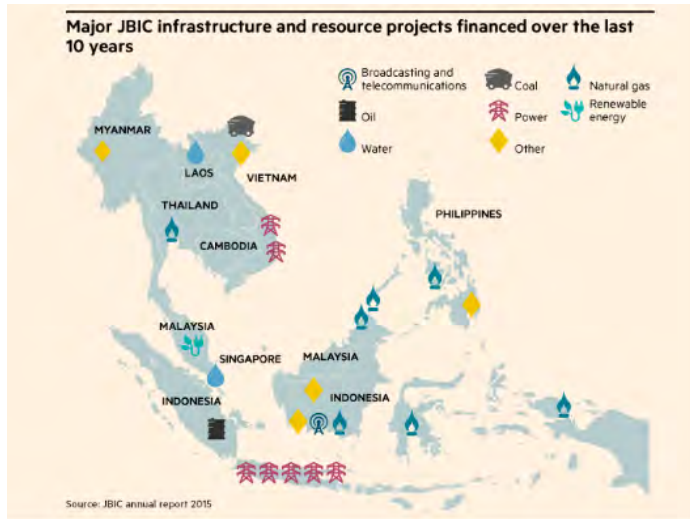 Major JBIC infrastructure and resource projects financed over the last
10 years
Broadcasting and
telecommunications
Coal
Natural gas
Oil
Power
Renewable
energy
Water
Other
MYANMAR
LAOS
VIETNAM
THAILAND
CAMBODIA
PHILIPPINES
MALAYSIA
SINGAPORE
MALAYSIA
INDONESIA
INDONESIA
Source: JBIC annual report 2015